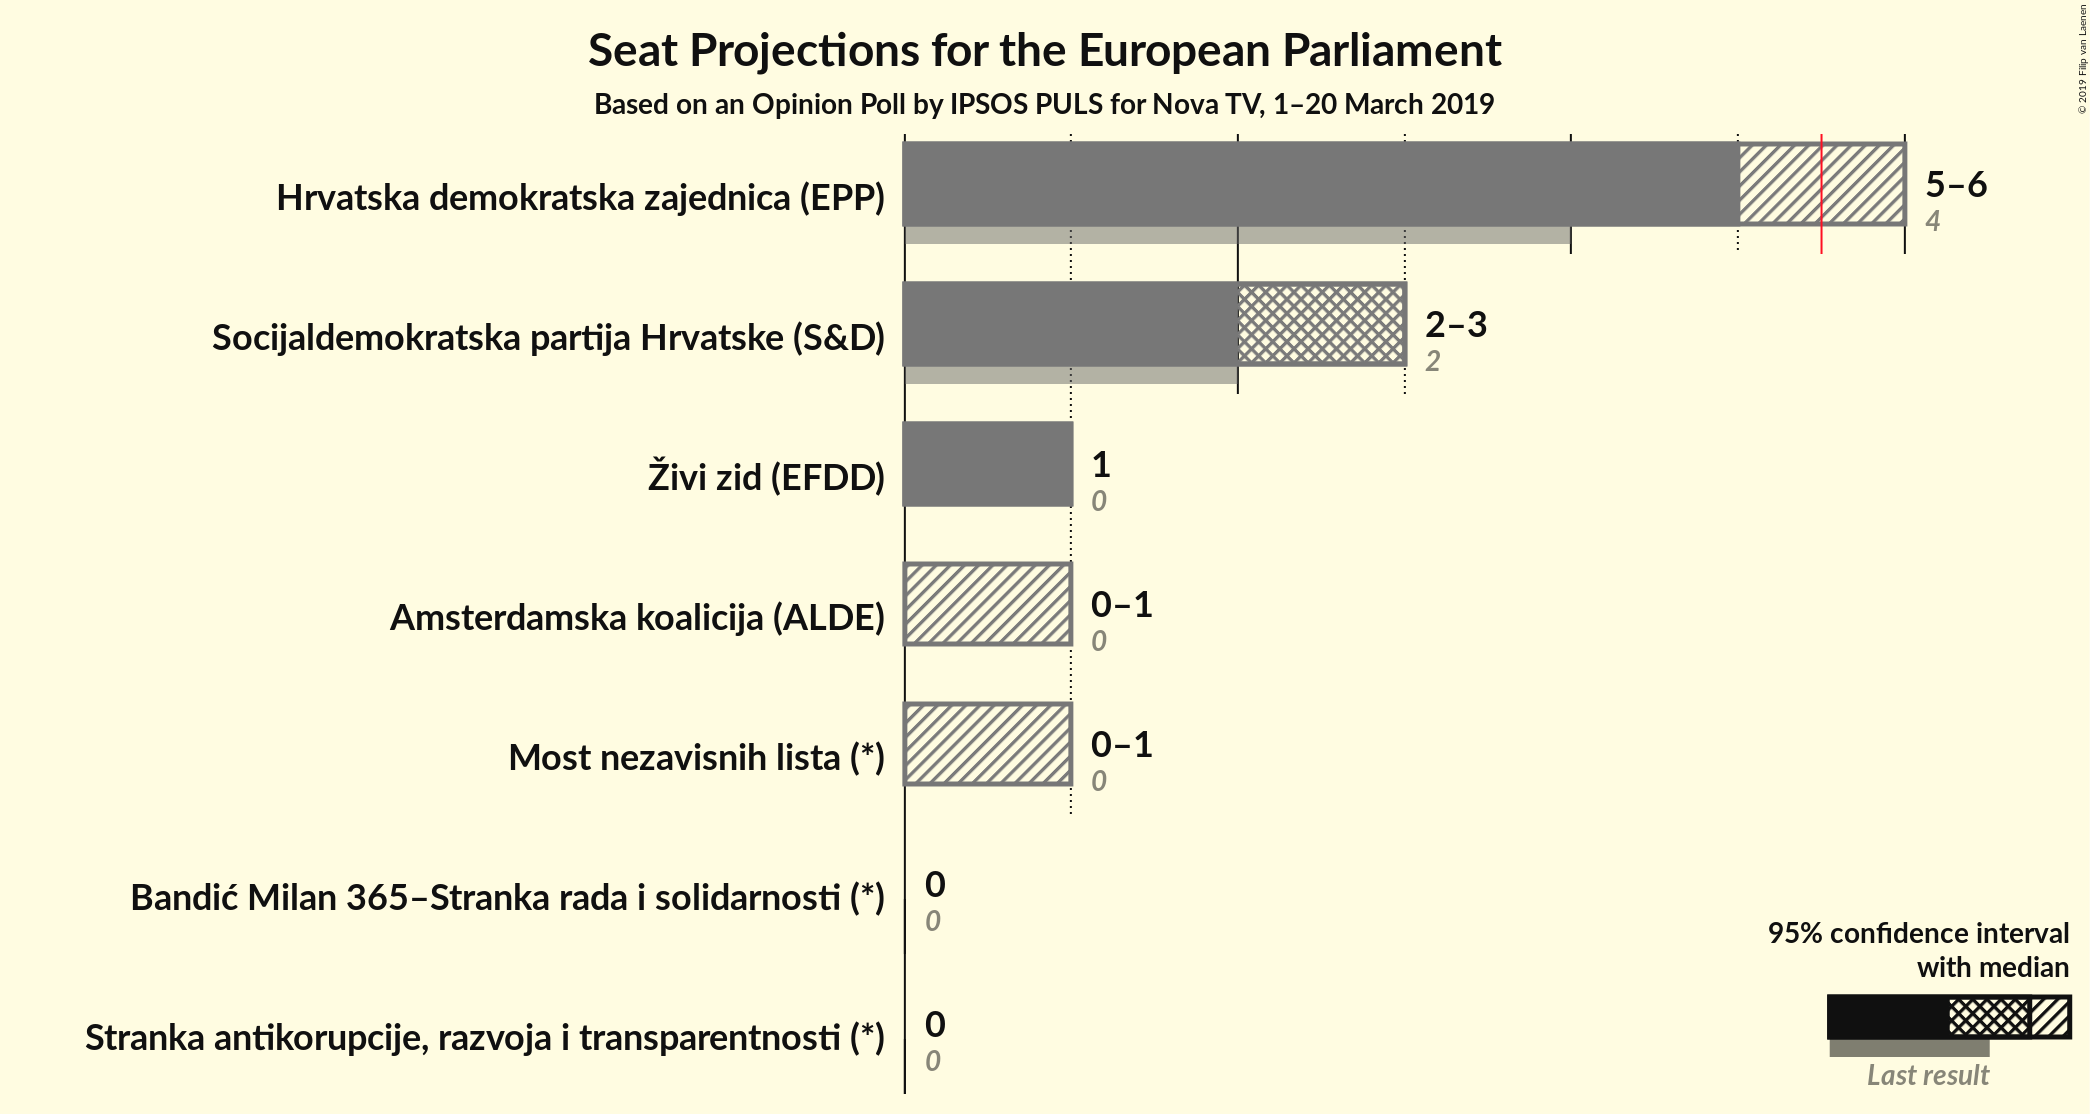 Seat Projections for the European Parliament
Based on an Opinion Poll by IPSOS PULS for Nova TV, 1–20 March 2019
© 2019 Filip van Laenen
Hrvatska demokratska zajednica (EPP)
5–6
4
Socijaldemokratska partija Hrvatske (S&D)
2–3
2
Živi zid (EFDD)
1
0
Amsterdamska koalicija (ALDE)
0–1
0
Most nezavisnih lista (*)
0–1
0
Bandić Milan 365–Stranka rada i solidarnosti (*)
0
0
Stranka antikorupcije, razvoja i transparentnosti (*)
0
0
95% confidence interval
with median
Last result